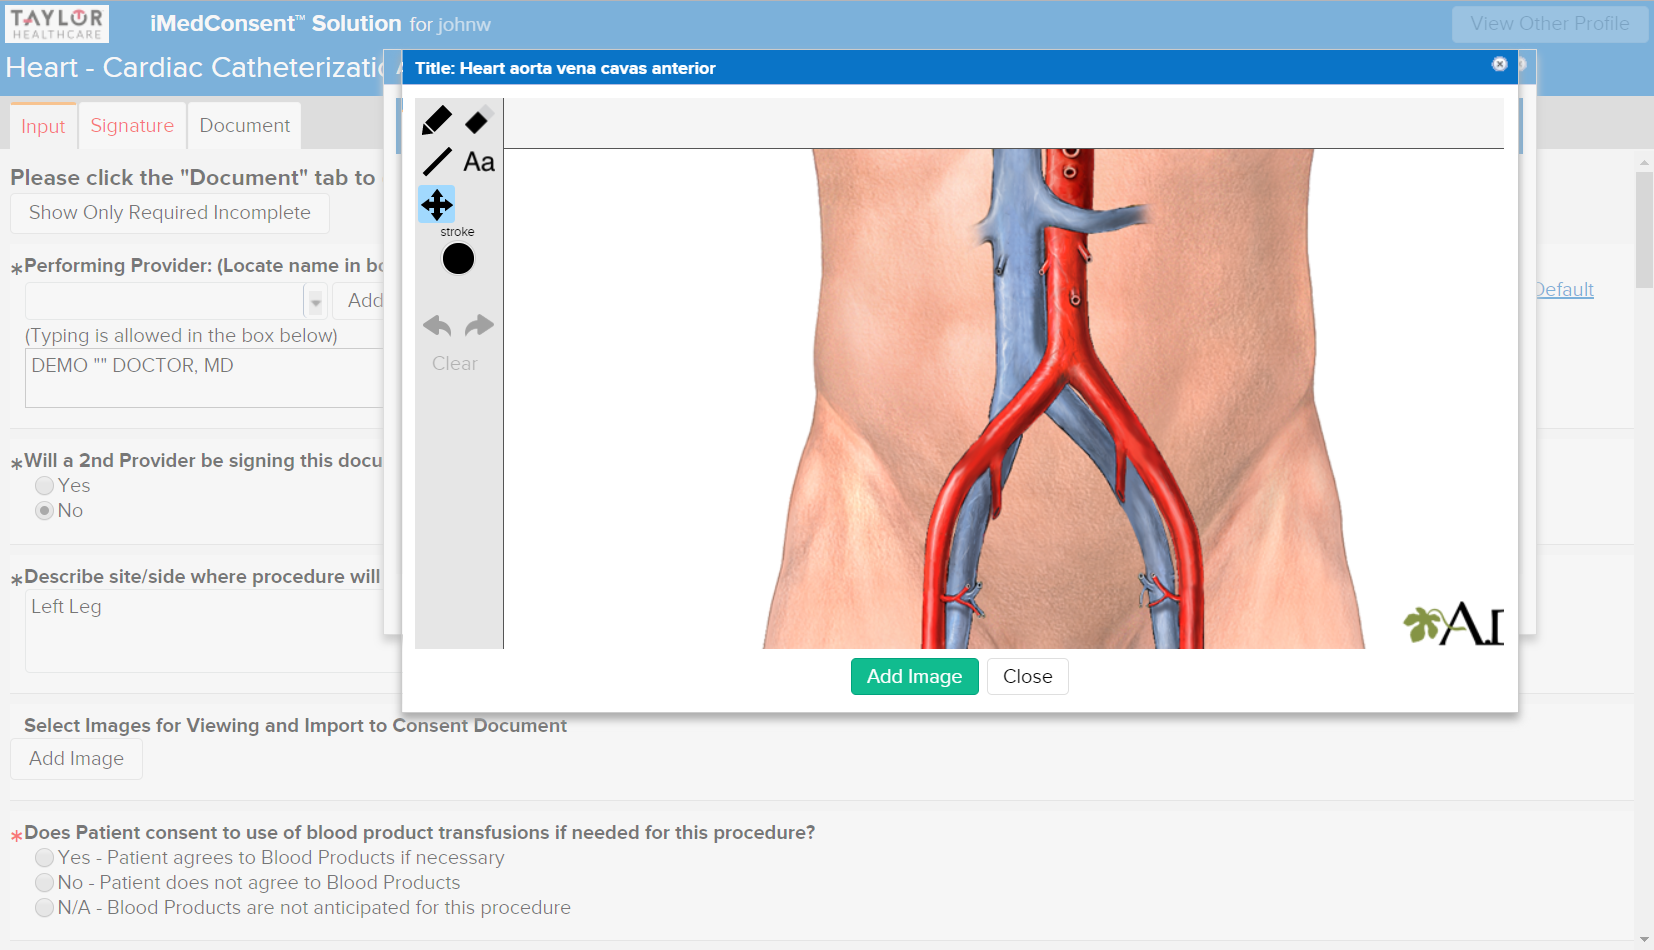 TAYLOR
HEALTHCARE
iMedConsent™ Solution for johnw
View Other Profile
Heart - Cardiac Catheterizatic
Title: Heart aorta vena cavas anterior
Input
Signature
Document
Aa
stroke
Clear
Please click the "Document" tab to
Show Only Required Incomplete
Performing Provider: (Locate name in bo
Add
Default
(Typing is allowed in the box below)
DEMO "" DOCTOR, MD
Will a 2nd Provider be signing this docu
Yes
No
Describe site/side where procedure will
Left Leg
Add Image
Close
Select Images for Viewing and Import to Consent Document
Add Image
Does Patient consent to use of blood product transfusions if needed for this procedure?
Yes - Patient agrees to Blood Products if necessary
No - Patient does not agree to Blood Products
N/A - Blood Products are not anticipated for this procedure